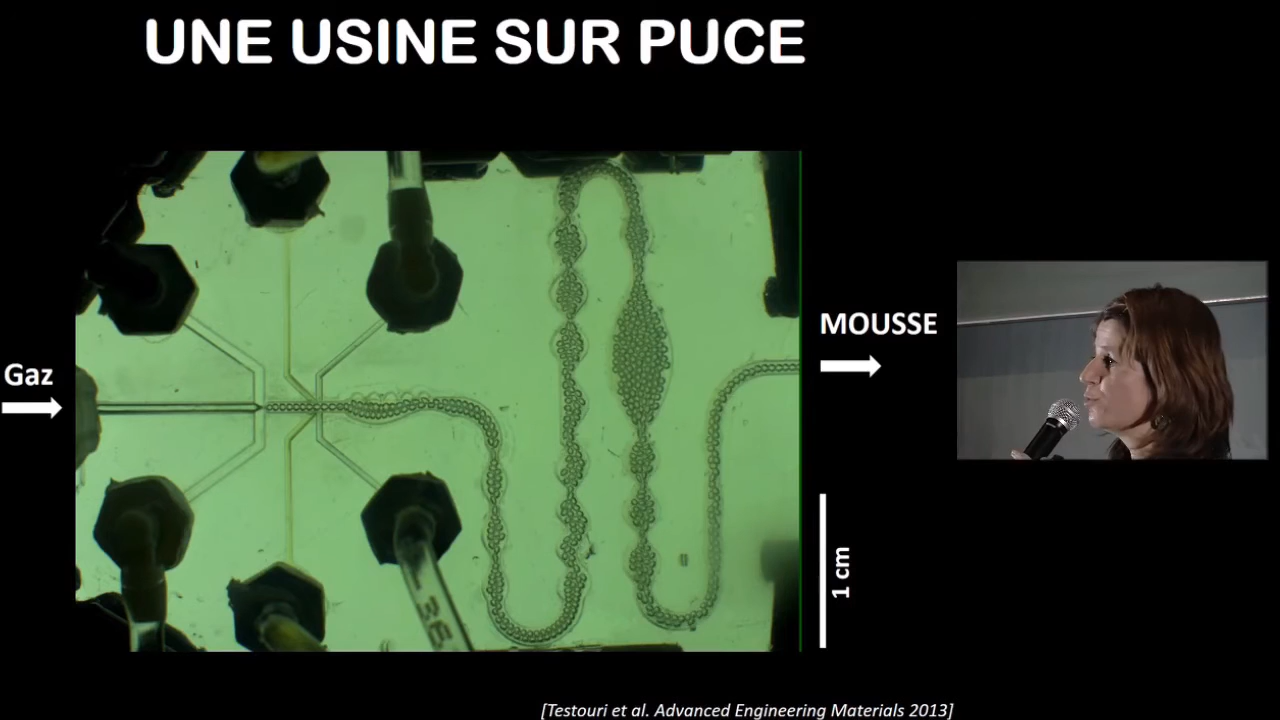 UNE USINE SUR PUCE
Gaz
MOUSSE
1 cm
[Testouri et al. Advanced Engineering Materials 2013]